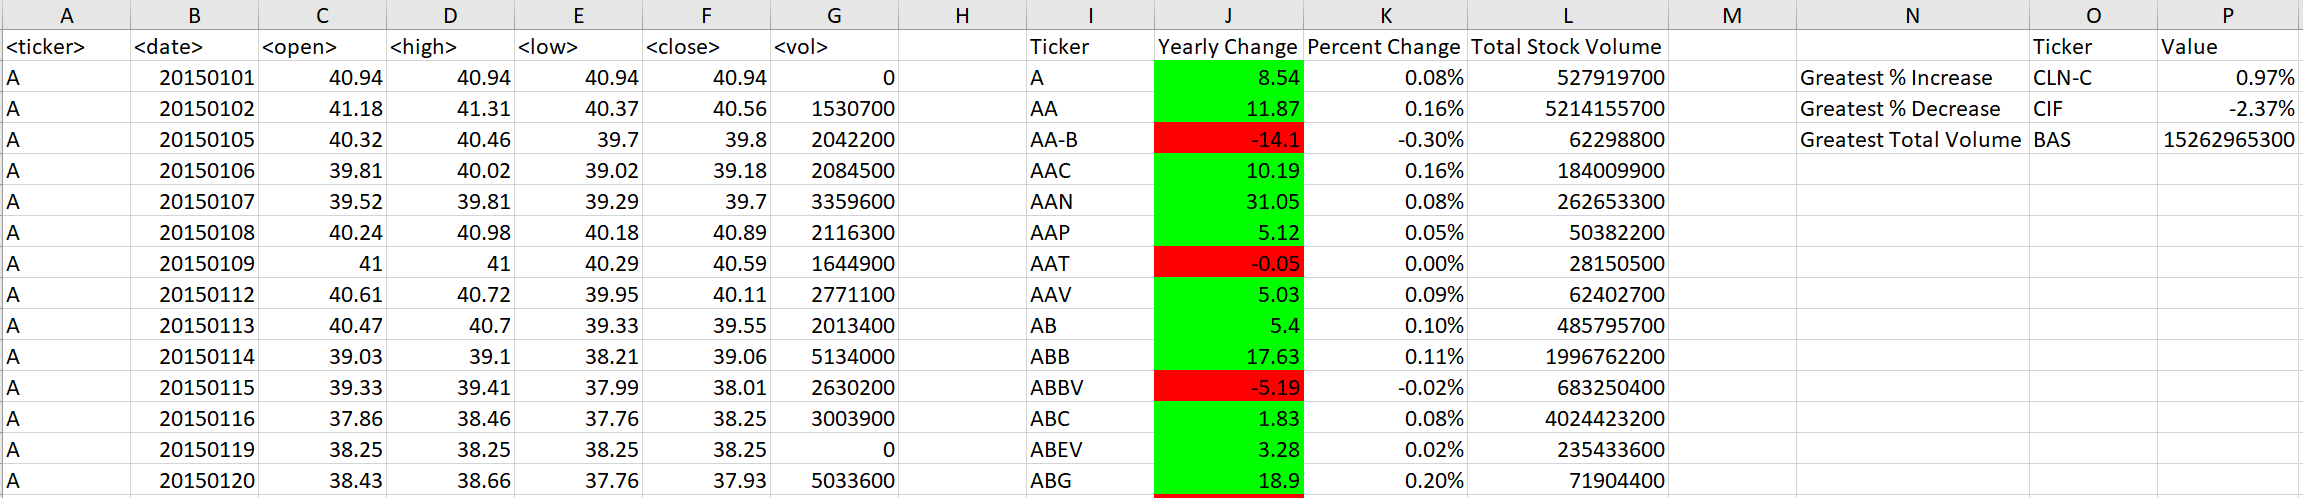 A B C D E F G H I J K L M N O P
<ticker> <date> <open> <high> <low> <close> <vol> Ticker Yearly Change Percent Change Total Stock Volume Ticker Value
A 20150101 40.94 40.94 40.94 40.94 0 A 8.54 0.08% 527919700 Greatest % Increase CLN-C 0.97%
A 20150102 41.18 41.31 40.37 40.56 1530700 AA 11.87 0.16% 5214155700 Greatest % Decrease CIF -2.37%
A 20150105 40.32 40.46 39.7 39.8 2042200 AA-B -14.1 -0.30% 62298800 Greatest Total Volume BAS 15262965300
A 20150106 39.81 40.02 39.02 39.18 2084500 AAC 10.19 0.16% 184009900
A 20150107 39.52 39.81 39.29 39.7 3359600 AAN 31.05 0.08% 262653300
A 20150108 40.24 40.98 40.18 40.89 2116300 AAP 5.12 0.05% 50382200
A 20150109 41 41 40.29 40.59 1644900 AAT -0.05 0.00% 28150500
A 20150112 40.61 40.72 39.95 40.11 2771100 AAV 5.03 0.09% 62402700
A 20150113 40.47 40.7 39.33 39.55 2013400 AB 5.4 0.10% 485795700
A 20150114 39.03 39.1 38.21 39.06 5134000 ABB 17.63 0.11% 1996762200
A 20150115 39.33 39.41 37.99 38.01 2630200 ABBV -5.19 -0.02% 683250400
A 20150116 37.86 38.46 37.76 38.25 3003900 ABC 1.83 0.08% 4024423200
A 20150119 38.25 38.25 38.25 38.25 0 ABEV 3.28 0.02% 235433600
A 20150120 38.43 38.66 37.76 37.93 5033600 ABG 18.9 0.20% 71904400